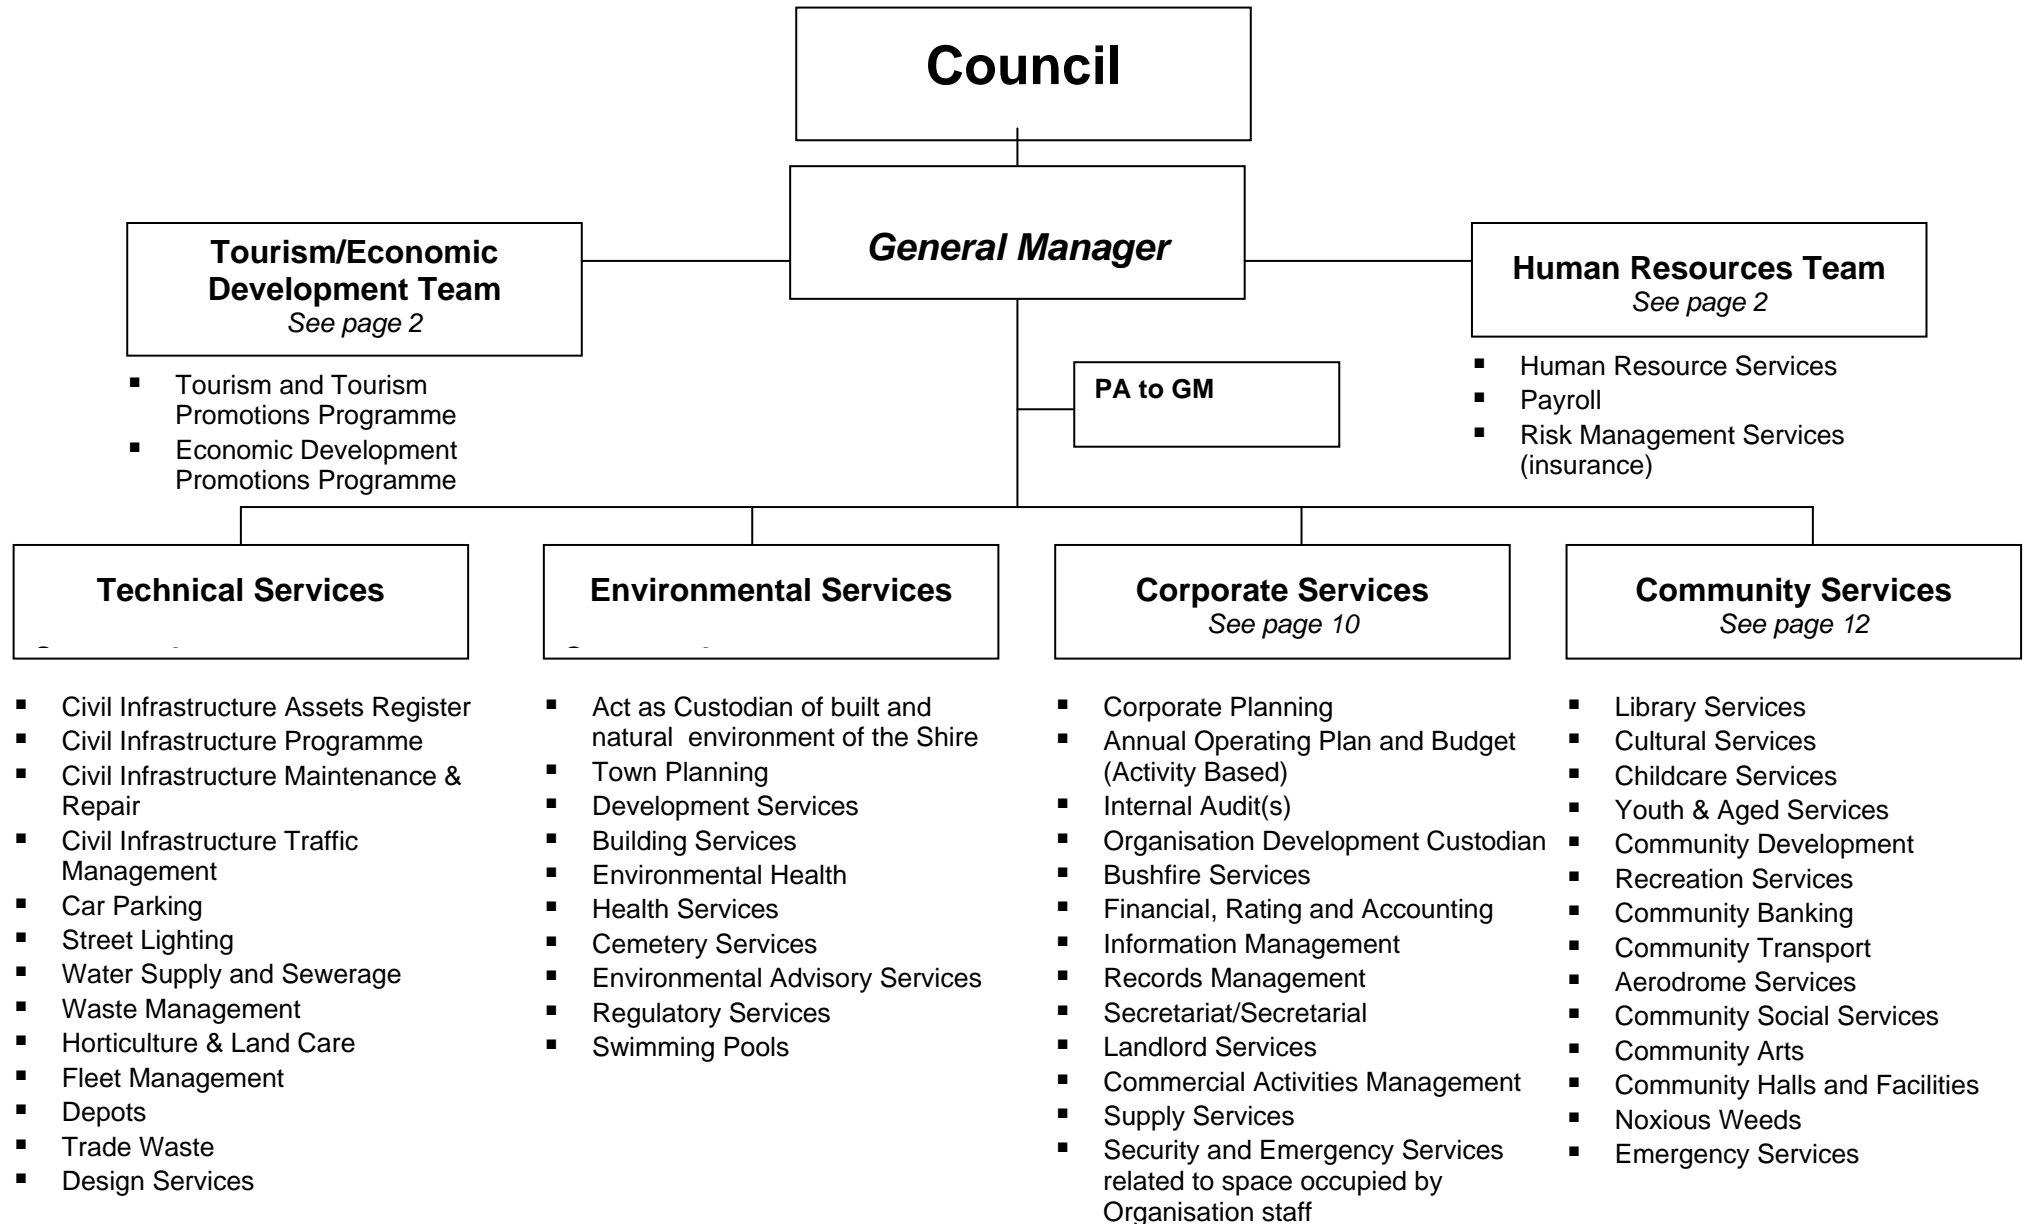 Council
General Manager
Tourism/Economic
Development Team
See page 2
▪ Tourism and Tourism
Promotions Programme
▪ Economic Development
Promotions Programme
Human Resources Team
See page 2
▪ Human Resource Services
▪ Payroll
▪ Risk Management Services
(insurance)
PA to GM
Technical Services
▪ Civil Infrastructure Assets Register
▪ Civil Infrastructure Programme
▪ Civil Infrastructure Maintenance &
Repair
▪ Civil Infrastructure Traffic
Management
▪ Car Parking
▪ Street Lighting
▪ Water Supply and Sewerage
▪ Waste Management
▪ Horticulture & Land Care
▪ Fleet Management
▪ Depots
▪ Trade Waste
▪ Design Services
Environmental Services
▪ Act as Custodian of built and
natural environment of the Shire
▪ Town Planning
▪ Development Services
▪ Building Services
▪ Environmental Health
▪ Health Services
▪ Cemetery Services
▪ Environmental Advisory Services
▪ Regulatory Services
▪ Swimming Pools
Corporate Services
See page 10
▪ Corporate Planning
▪ Annual Operating Plan and Budget
(Activity Based)
▪ Internal Audit(s)
▪ Organisation Development Custodian
▪ Bushfire Services
▪ Financial, Rating and Accounting
▪ Information Management
▪ Records Management
▪ Secretariat/Secretarial
▪ Landlord Services
▪ Commercial Activities Management
▪ Supply Services
▪ Security and Emergency Services
related to space occupied by
Organisation staff
Community Services
See page 12
▪ Library Services
▪ Cultural Services
▪ Childcare Services
▪ Youth & Aged Services
▪ Community Development
▪ Recreation Services
▪ Community Banking
▪ Community Transport
▪ Aerodrome Services
▪ Community Social Services
▪ Community Arts
▪ Community Halls and Facilities
▪ Noxious Weeds
▪ Emergency Services